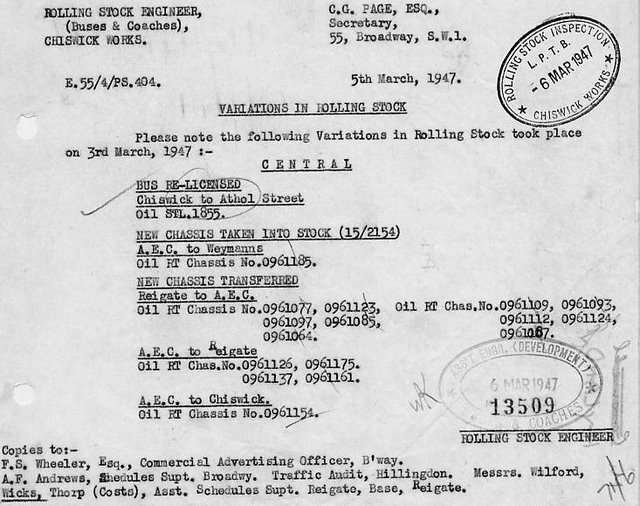 ROLLING STOCK ENGINEER, C.G. PAGE, ESQ.,
(Buses & Coaches), Secretary,
CHISWICK WORKS. 55, Broadway, S.W.1.
ROLLING STOCK INSPECTION
L.P.T.B.
- 6 MAR 1947
CHISWICK WORKS
E.55/4/PS.404. 5th March, 1947.
VARIATIONS IN ROLLING STOCK
Please note the following Variations in Rolling Stock took place
on 3rd March, 1947 :-
CENTRAL
BUS RE-LICENSED
Chiswick to Athol Street
Oil STL.1855.
NEW CHASSIS TAKEN INTO STOCK (15/2154)
A.E.C. to Weymanns
Oil RT Chassis No.0961185.
NEW CHASSIS TRANSFERRED
Reigate to A.E.C.
Oil RT Chassis No.0961077, 0961123, Oil RT Chas.No.0961109, 0961093,
0961097, 0961085, 0961112, 0961124,
0961064.
A.E.C. to Reigate
Oil RT Chas.No.0961126, 0961175.
0961137, 0961161.
(DEVELOPMENT)
6 MAR 1947
13509
& COACHES
A.E.C. to Chiswick.
Oil RT Chassis No.0961154.
ROLLING STOCK ENGINEER
Copies to:-
F.S. Wheeler, Esq., Commercial Advertising Officer, B'way.
A.F. Andrews, Shedules Supt. Broadwy. Traffic Audit, Hillingdon. Messrs. Wilford,
Wicks, Thorp (Costs), Asst. Schedules Supt. Reigate, Base, Reigate.